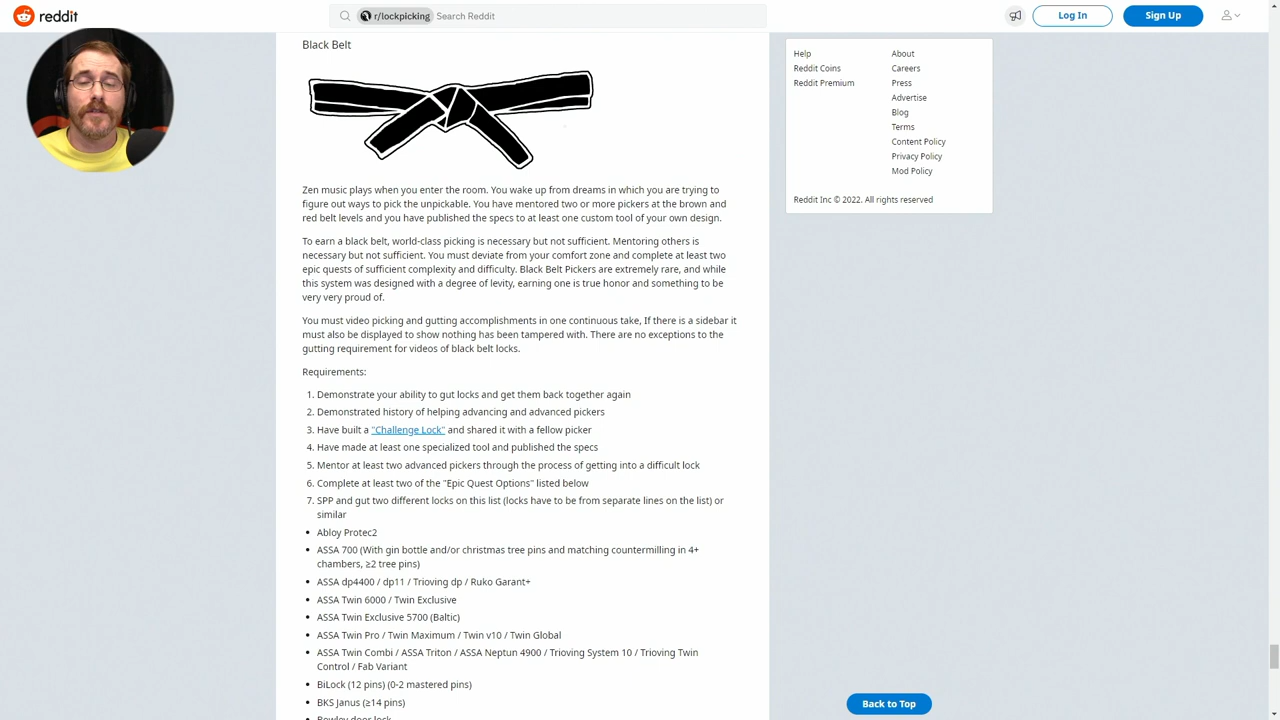 reddit
r/lockpicking
Search Reddit
Log In
Sign Up
Black Belt
Zen music plays when you enter the room. You wake up from dreams in which you are trying to
figure out ways to pick the unpickable. You have mentored two or more pickers at the brown and
red belt levels and you have published the specs to at least one custom tool of your own design.
To earn a black belt, world-class picking is necessary but not sufficient. Mentoring others is
necessary but not sufficient. You must deviate from your comfort zone and complete at least two
epic quests of sufficient complexity and difficulty. Black Belt Pickers are extremely rare, and while
this system was designed with a degree of levity, earning one is true honor and something to be
very very proud of.
You must video picking and gutting accomplishments in one continuous take, If there is a sidebar it
must also be displayed to show nothing has been tampered with. There are no exceptions to the
gutting requirement for videos of black belt locks.
Requirements:
1. Demonstrate your ability to gut locks and get them back together again
2. Demonstrated history of helping advancing and advanced pickers
3. Have built a "Challenge Lock" and shared it with a fellow picker
4. Have made at least one specialized tool and published the specs
5. Mentor at least two advanced pickers through the process of getting into a difficult lock
6. Complete at least two of the "Epic Quest Options" listed below
7. SPP and gut two different locks on this list (locks have to be from separate lines on the list) or
similar
• Abloy Protec2
• ASSA 700 (With gin bottle and/or christmas tree pins and matching countermilling in 4+
chambers, ≥2 tree pins)
• ASSA dp4400 / dp11 / Trioving dp / Ruko Garant+
• ASSA Twin 6000 / Twin Exclusive
• ASSA Twin Exclusive 5700 (Baltic)
• ASSA Twin Pro / Twin Maximum / Twin v10 / Twin Global
• ASSA Twin Combi / ASSA Triton / ASSA Neptun 4900 / Trioving System 10 / Trioving Twin
Control / Fab Variant
• BiLock (12 pins) (0-2 mastered pins)
• BKS Janus (≥14 pins)
• Bowley door lock
Help
Reddit Coins
Reddit Premium
About
Careers
Press
Advertise
Blog
Terms
Content Policy
Privacy Policy
Mod Policy
Reddit Inc © 2022. All rights reserved
Back to Top